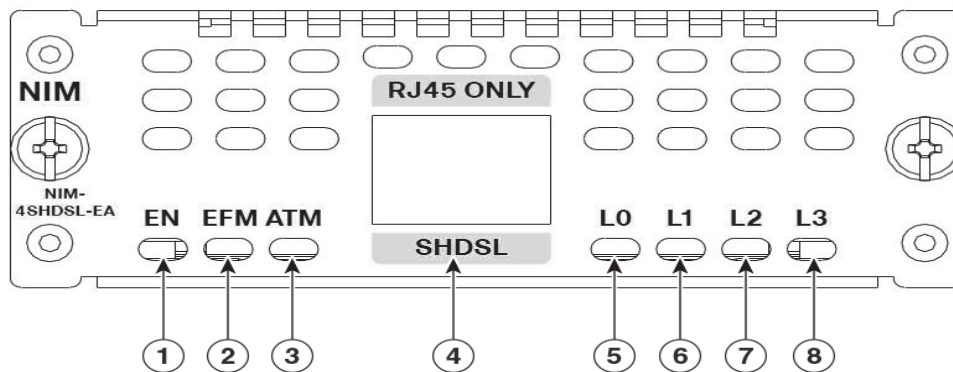 RJ45 ONLY
NIM
NIM-
4SHDSL-EA
EN EFM ATM
L0 L1 L2 L3
SHDSL
1 2 3 4 5 6 7 8